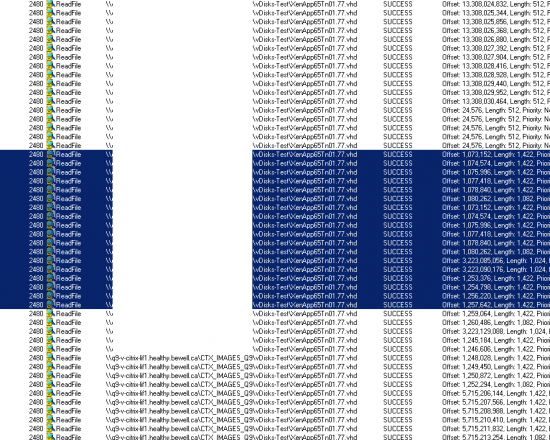 2480 ReadFile \\ \vDisks-Test\XenApp65Tn01.77.vhd SUCCESS Offset: 13,308,024,832, Length: 512,
2480 ReadFile \\ \vDisks-Test\XenApp65Tn01.77.vhd SUCCESS Offset: 13,308,025,344, Length: 512,
2480 ReadFile \\ \vDisks-Test\XenApp65Tn01.77.vhd SUCCESS Offset: 13,308,025,856, Length: 512,
2480 ReadFile \\ \vDisks-Test\XenApp65Tn01.77.vhd SUCCESS Offset: 13,308,026,368, Length: 512,
2480 ReadFile \\ \vDisks-Test\XenApp65Tn01.77.vhd SUCCESS Offset: 13,308,026,880, Length: 512,
2480 ReadFile \\ \vDisks-Test\XenApp65Tn01.77.vhd SUCCESS Offset: 13,308,027,392, Length: 512,
2480 ReadFile \\ \vDisks-Test\XenApp65Tn01.77.vhd SUCCESS Offset: 13,308,027,904, Length: 512,
2480 ReadFile \\ \vDisks-Test\XenApp65Tn01.77.vhd SUCCESS Offset: 13,308,028,416, Length: 512,
2480 ReadFile \\ \vDisks-Test\XenApp65Tn01.77.vhd SUCCESS Offset: 13,308,028,928, Length: 512,
2480 ReadFile \\ \vDisks-Test\XenApp65Tn01.77.vhd SUCCESS Offset: 13,308,029,440, Length: 512,
2480 ReadFile \\ \vDisks-Test\XenApp65Tn01.77.vhd SUCCESS Offset: 13,308,029,952, Length: 512,
2480 ReadFile \\ \vDisks-Test\XenApp65Tn01.77.vhd SUCCESS Offset: 13,308,030,464, Length: 512,
2480 ReadFile \\ \vDisks-Test\XenApp65Tn01.77.vhd SUCCESS Offset: 24,576, Length: 512, Priority: N
2480 ReadFile \\ \vDisks-Test\XenApp65Tn01.77.vhd SUCCESS Offset: 24,576, Length: 512, Priority: N
2480 ReadFile \\ \vDisks-Test\XenApp65Tn01.77.vhd SUCCESS Offset: 24,576, Length: 512, Priority: N
2480 ReadFile \\ \vDisks-Test\XenApp65Tn01.77.vhd SUCCESS Offset: 24,576, Length: 512, Priority: N
2480 ReadFile \\ \vDisks-Test\XenApp65Tn01.77.vhd SUCCESS Offset: 24,576, Length: 512, Priority: N
2480 ReadFile \\ \vDisks-Test\XenApp65Tn01.77.vhd SUCCESS Offset: 1,073,152, Length: 1,422, Prior
2480 ReadFile \\ \vDisks-Test\XenApp65Tn01.77.vhd SUCCESS Offset: 1,074,574, Length: 1,422, Prior
2480 ReadFile \\ \vDisks-Test\XenApp65Tn01.77.vhd SUCCESS Offset: 1,075,996, Length: 1,422, Prior
2480 ReadFile \\ \vDisks-Test\XenApp65Tn01.77.vhd SUCCESS Offset: 1,077,418, Length: 1,422, Prior
2480 ReadFile \\ \vDisks-Test\XenApp65Tn01.77.vhd SUCCESS Offset: 1,078,840, Length: 1,422, Prior
2480 ReadFile \\ \vDisks-Test\XenApp65Tn01.77.vhd SUCCESS Offset: 1,080,262, Length: 1,082, Prior
2480 ReadFile \\ \vDisks-Test\XenApp65Tn01.77.vhd SUCCESS Offset: 1,073,152, Length: 1,422, Prior
2480 ReadFile \\ \vDisks-Test\XenApp65Tn01.77.vhd SUCCESS Offset: 1,074,574, Length: 1,422, Prior
2480 ReadFile \\ \vDisks-Test\XenApp65Tn01.77.vhd SUCCESS Offset: 1,075,996, Length: 1,422, Prior
2480 ReadFile \\ \vDisks-Test\XenApp65Tn01.77.vhd SUCCESS Offset: 1,077,418, Length: 1,422, Prior
2480 ReadFile \\ \vDisks-Test\XenApp65Tn01.77.vhd SUCCESS Offset: 1,078,840, Length: 1,422, Prior
2480 ReadFile \\ \vDisks-Test\XenApp65Tn01.77.vhd SUCCESS Offset: 1,080,262, Length: 1,082, Prior
2480 ReadFile \\ \vDisks-Test\XenApp65Tn01.77.vhd SUCCESS Offset: 3,223,085,056, Length: 1,024,
2480 ReadFile \\ \vDisks-Test\XenApp65Tn01.77.vhd SUCCESS Offset: 3,223,090,176, Length: 1,024,
2480 ReadFile \\ \vDisks-Test\XenApp65Tn01.77.vhd SUCCESS Offset: 1,253,376, Length: 1,422, Prior
2480 ReadFile \\ \vDisks-Test\XenApp65Tn01.77.vhd SUCCESS Offset: 1,254,798, Length: 1,422, Prior
2480 ReadFile \\ \vDisks-Test\XenApp65Tn01.77.vhd SUCCESS Offset: 1,256,220, Length: 1,422, Prior
2480 ReadFile \\ \vDisks-Test\XenApp65Tn01.77.vhd SUCCESS Offset: 1,257,642, Length: 1,422, Prior
2480 ReadFile \\ \vDisks-Test\XenApp65Tn01.77.vhd SUCCESS Offset: 1,259,064, Length: 1,422, Prior
2480 ReadFile \\ \vDisks-Test\XenApp65Tn01.77.vhd SUCCESS Offset: 1,260,486, Length: 1,082, Prior
2480 ReadFile \\ \vDisks-Test\XenApp65Tn01.77.vhd SUCCESS Offset: 3,223,129,088, Length: 1,024,
2480 ReadFile \\ \vDisks-Test\XenApp65Tn01.77.vhd SUCCESS Offset: 1,245,184, Length: 1,422, Prior
2480 ReadFile \\ \vDisks-Test\XenApp65Tn01.77.vhd SUCCESS Offset: 1,246,606, Length: 1,422, Prior
2480 ReadFile \\q9-v-citrix-lif1.healthy.bewell.ca\CTX_IMAGES_Q9\vDisks-Test\XenApp65Tn01.77.vhd SUCCESS Offset: 1,248,028, Length: 1,422, Prior
2480 ReadFile \\q9-v-citrix-lif1.healthy.bewell.ca\CTX_IMAGES_Q9\vDisks-Test\XenApp65Tn01.77.vhd SUCCESS Offset: 1,249,450, Length: 1,422, Prior
2480 ReadFile \\q9-v-citrix-lif1.healthy.bewell.ca\CTX_IMAGES_Q9\vDisks-Test\XenApp65Tn01.77.vhd SUCCESS Offset: 1,250,872, Length: 1,422, Prior
2480 ReadFile \\q9-v-citrix-lif1.healthy.bewell.ca\CTX_IMAGES_Q9\vDisks-Test\XenApp65Tn01.77.vhd SUCCESS Offset: 1,252,294, Length: 1,082, Prior
2480 ReadFile \\q9-v-citrix-lif1.healthy.bewell.ca\CTX_IMAGES_Q9\vDisks-Test\XenApp65Tn01.77.vhd SUCCESS Offset: 5,715,206,144, Length: 1,422,
2480 ReadFile \\q9-v-citrix-lif1.healthy.bewell.ca\CTX_IMAGES_Q9\vDisks-Test\XenApp65Tn01.77.vhd SUCCESS Offset: 5,715,207,566, Length: 1,422,
2480 ReadFile \\q9-v-citrix-lif1.healthy.bewell.ca\CTX_IMAGES_Q9\vDisks-Test\XenApp65Tn01.77.vhd SUCCESS Offset: 5,715,208,988, Length: 1,422,
2480 ReadFile \\q9-v-citrix-lif1.healthy.bewell.ca\CTX_IMAGES_Q9\vDisks-Test\XenApp65Tn01.77.vhd SUCCESS Offset: 5,715,210,410, Length: 1,422,
2480 ReadFile \\q9-v-citrix-lif1.healthy.bewell.ca\CTX_IMAGES_Q9\vDisks-Test\XenApp65Tn01.77.vhd SUCCESS Offset: 5,715,211,832, Length: 1,422,
2480 ReadFile \\q9-v-citrix-lif1.healthy.bewell.ca\CTX_IMAGES_Q9\vDisks-Test\XenApp65Tn01.77.vhd SUCCESS Offset: 5,715,213,254, Length: 1,082,